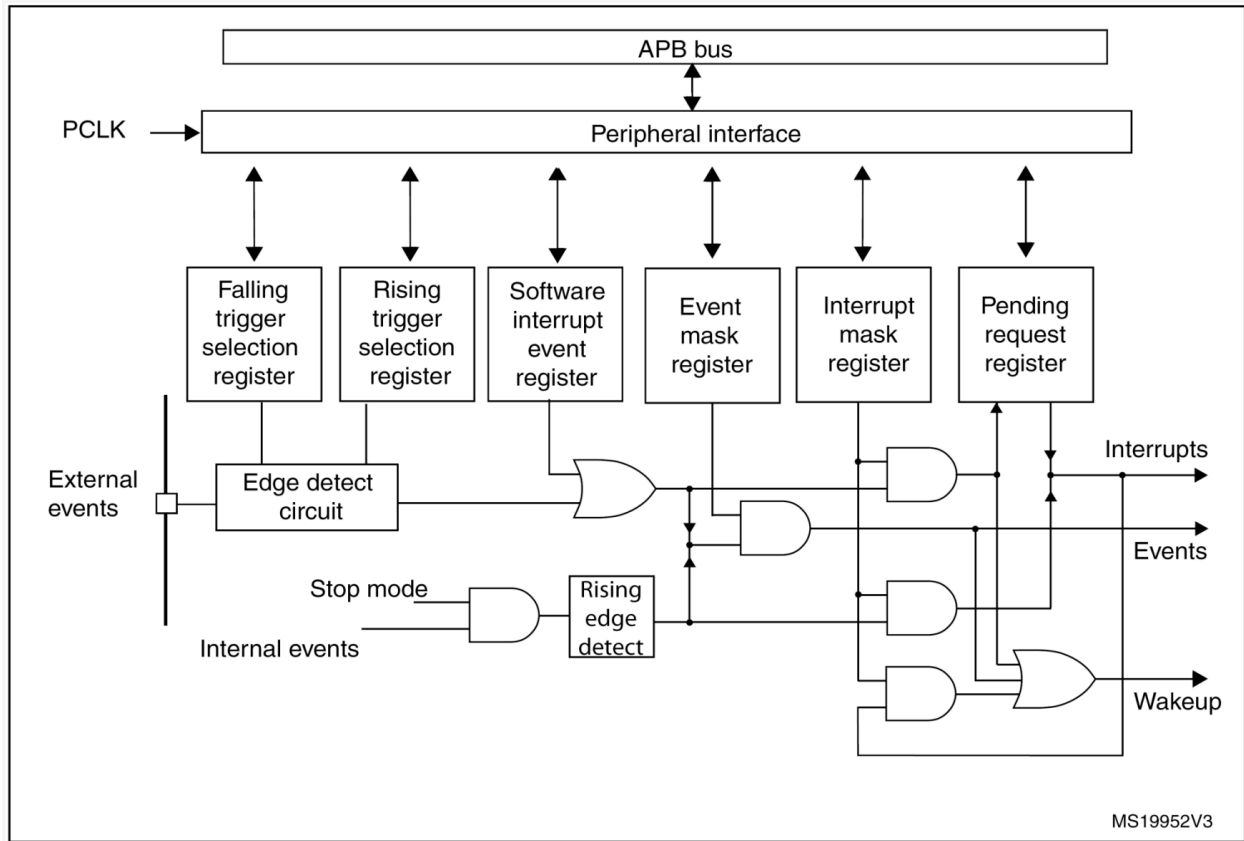 APB bus
PCLK
Peripheral interface
Falling
trigger
selection
register
Rising
trigger
selection
register
Software
interrupt
event
register
Event
mask
register
Interrupt
mask
register
Pending
request
register
External
events
Edge detect
circuit
Interrupts
Events
Stop mode
Internal events
Rising
edge
detect
Wakeup
MS19952V3